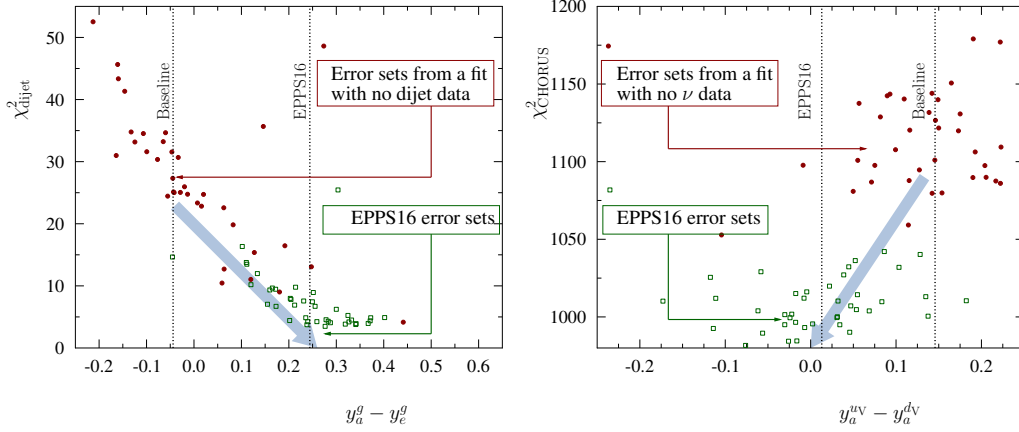 χ²dijet
50
40
30
20
10
0
Baseline
EPPS16
Error sets from a fit
with no dijet data
EPPS16 error sets
-0.2 -0.1 0.0 0.1 0.2 0.3 0.4 0.5 0.6
y_a^g − y_e^g
χ²CHORUS
1150
1100
1050
1000
1200
EPPS16
Baseline
Error sets from a fit
with no ν data
EPPS16 error sets
-0.2 -0.1 0.0 0.1 0.2
y_a^{u_V} − y_a^{d_V}